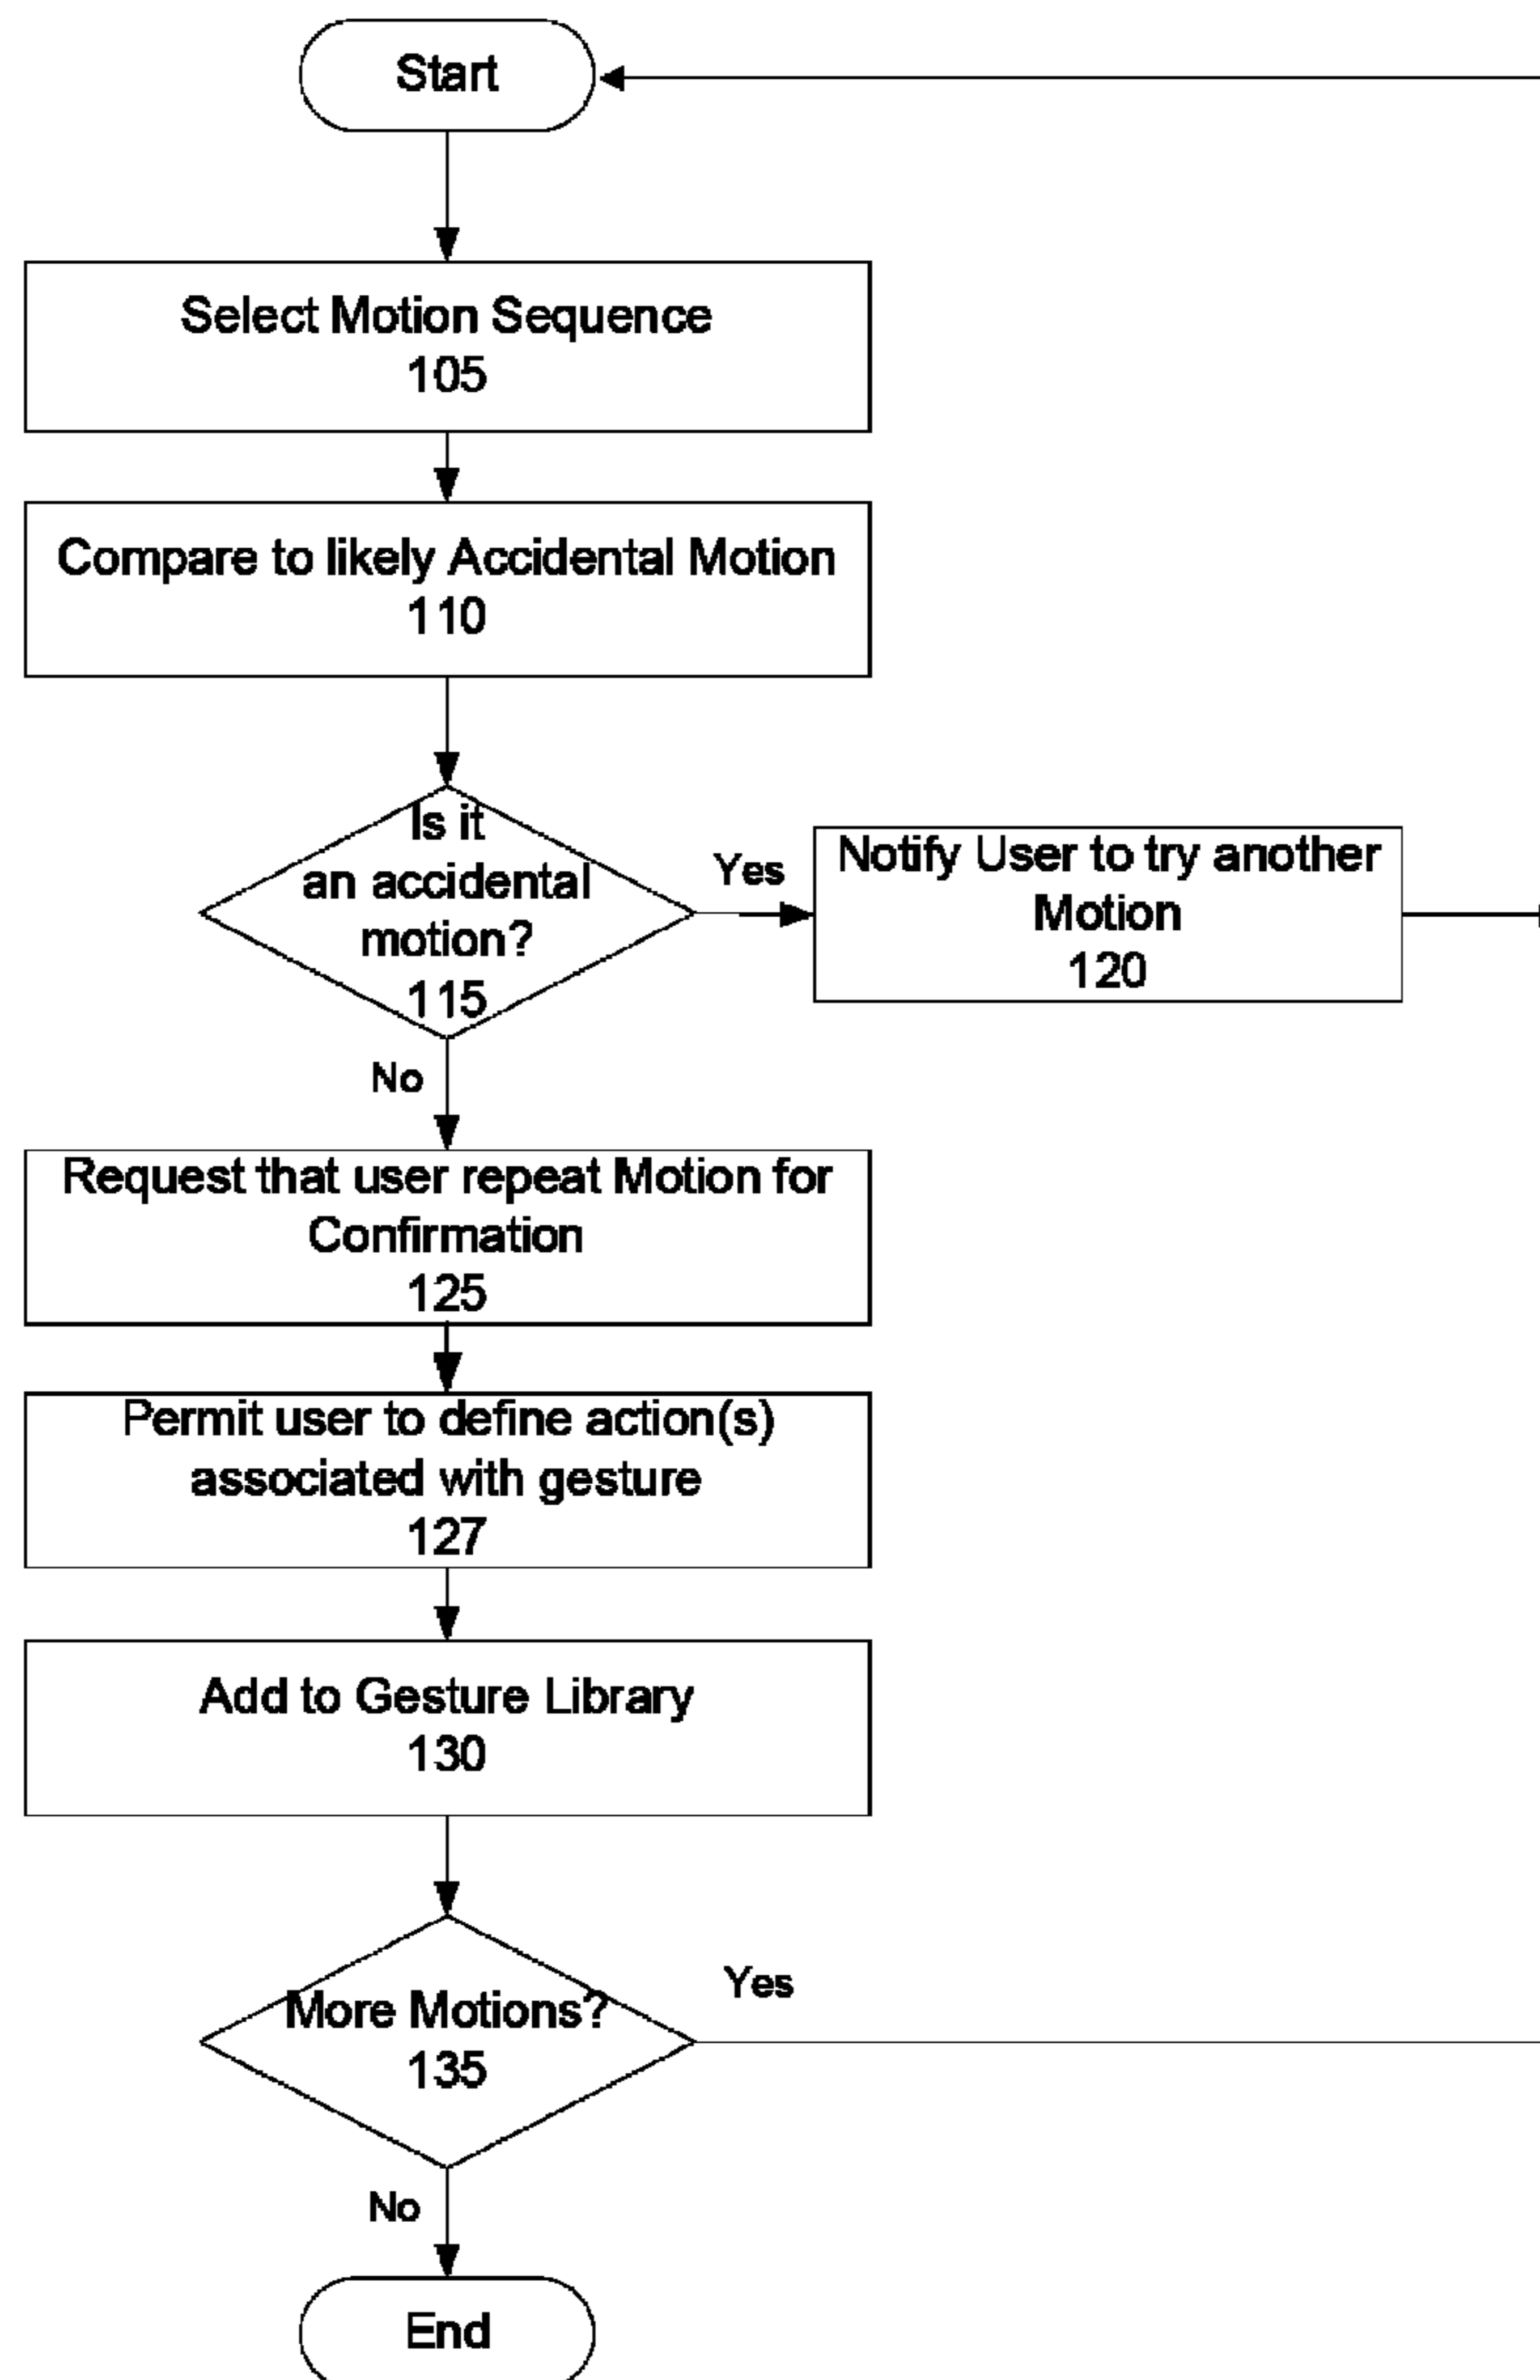 Start
Select Motion Sequence
105
Compare to likely Accidental Motion
110
Is it
an accidental
motion?
115
Yes
Notify User to try another
Motion
120
No
Request that user repeat Motion for
Confirmation
125
Permit user to define action(s)
associated with gesture
127
Add to Gesture Library
130
More Motions?
135
Yes
No
End